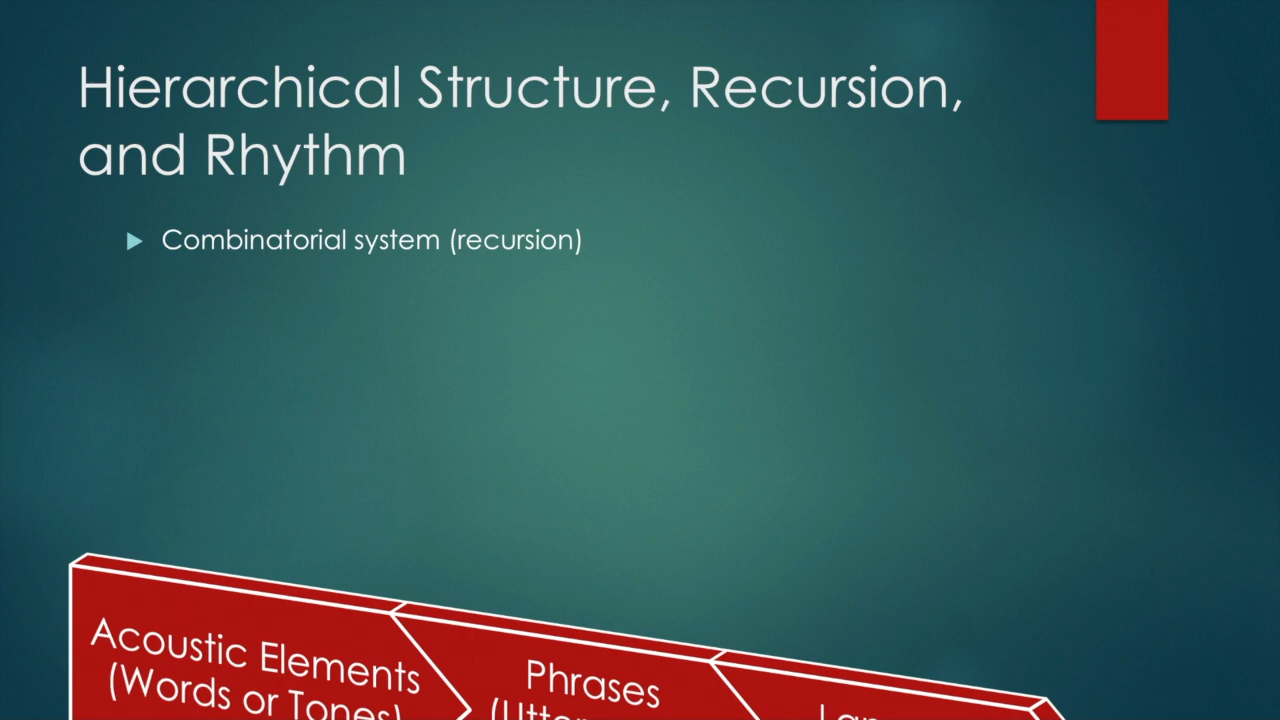 Hierarchical Structure, Recursion,
and Rhythm
Combinatorial system (recursion)
Acoustic Elements
(Words or Tones)
Phrases